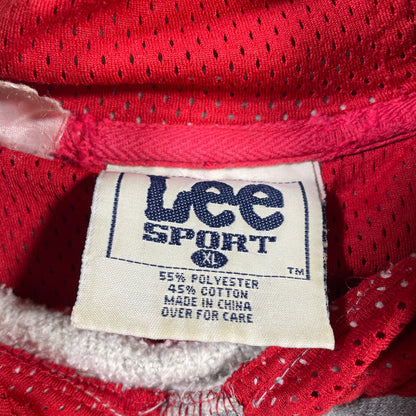 Lee
SPORT
XL
TM
55% POLYESTER
45% COTTON
MADE IN CHINA
OVER FOR CARE